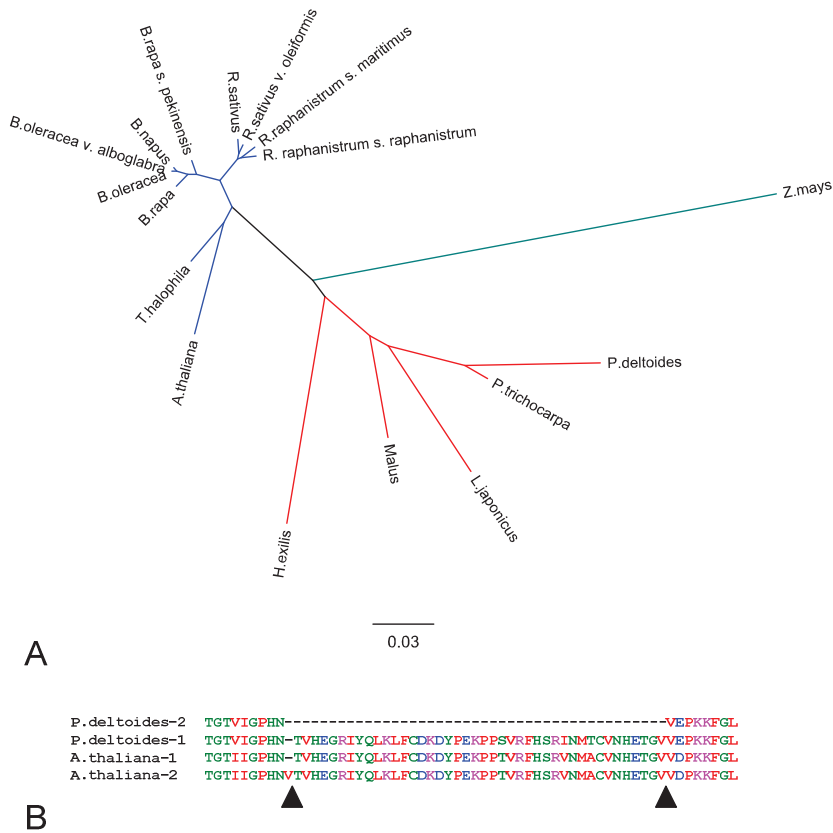 B.rapa s. pekinensis
R.sativus
R.sativus v. oleiformis
R.raphanistrum s. maritimus
R. raphanistrum s. raphanistrum
B.napus
B.oleracea v. alboglabra
B.oleracea
B.rapa
Z.mays
T.halophila
A.thaliana
P.deltoides
P.trichocarpa
Malus
L.japonicus
H.exilis
0.03
A
P.deltoides-2 TGTVIGPHN-------------------------------------------VEPKKFGL
P.deltoides-1 TGTVIGPHN-TVHEGRIYQLKLFCDKDYPEKPPSVRFHSRINMTCVNHETGVVEPKKFGL
A.thaliana-1 TGTIIGPHN-TVHEGRIYQLKLFCDKDYPEKPPTVRFHSRVNMACVNHETGVVDPKKFGL
A.thaliana-2 TGTIIGPHNVTVHEGRIYQLKLFCDKDYPEKPPTVRFHSRVNMACVNHETGVVDPKKFGL
B